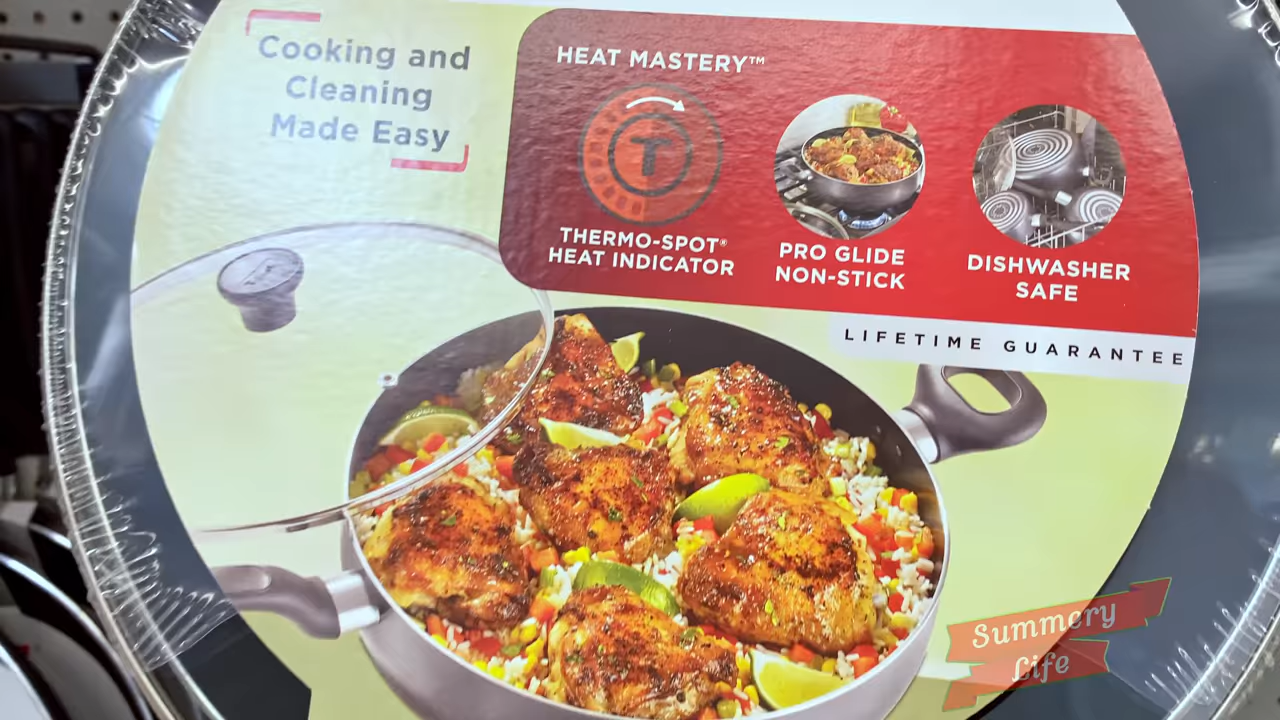 Cooking and
Cleaning
Made Easy
HEAT MASTERY™
T
THERMO-SPOT®
HEAT INDICATOR
PRO GLIDE
NON-STICK
DISHWASHER
SAFE
LIFETIME GUARANTEE
Summery
Life